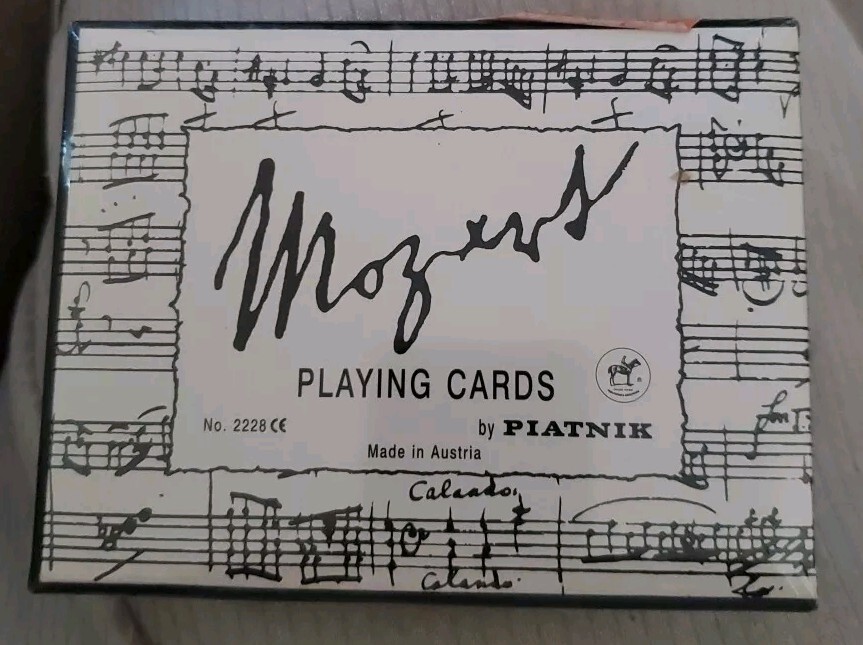 Mozart
PLAYING CARDS
No. 2228 CE
by PIATNIK
Made in Austria
Calando.
Calando.